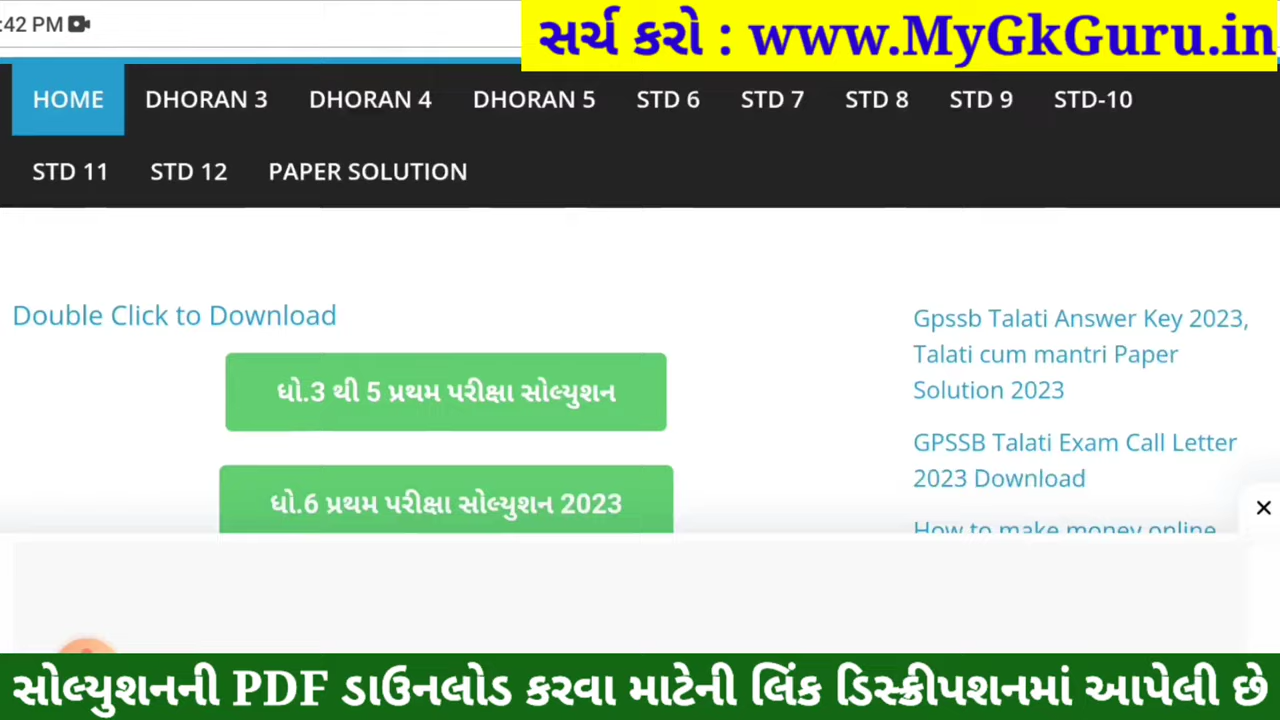 :42 PM
સર્ચ કરો : www.MyGkGuru.in
HOME DHORAN 3 DHORAN 4 DHORAN 5 STD 6 STD 7 STD 8 STD 9 STD-10
STD 11 STD 12 PAPER SOLUTION
Double Click to Download
ધો.3 થી 5 પ્રથમ પરીક્ષા સોલ્યુશન
ધો.6 પ્રથમ પરીક્ષા સોલ્યુશન 2023
Gpssb Talati Answer Key 2023,
Talati cum mantri Paper
Solution 2023
GPSSB Talati Exam Call Letter
2023 Download
How to make money online
સોલ્યુશનની PDF ડાઉનલોડ કરવા માટેની લિંક ડિસ્ક્રીપશનમાં આપેલી છે